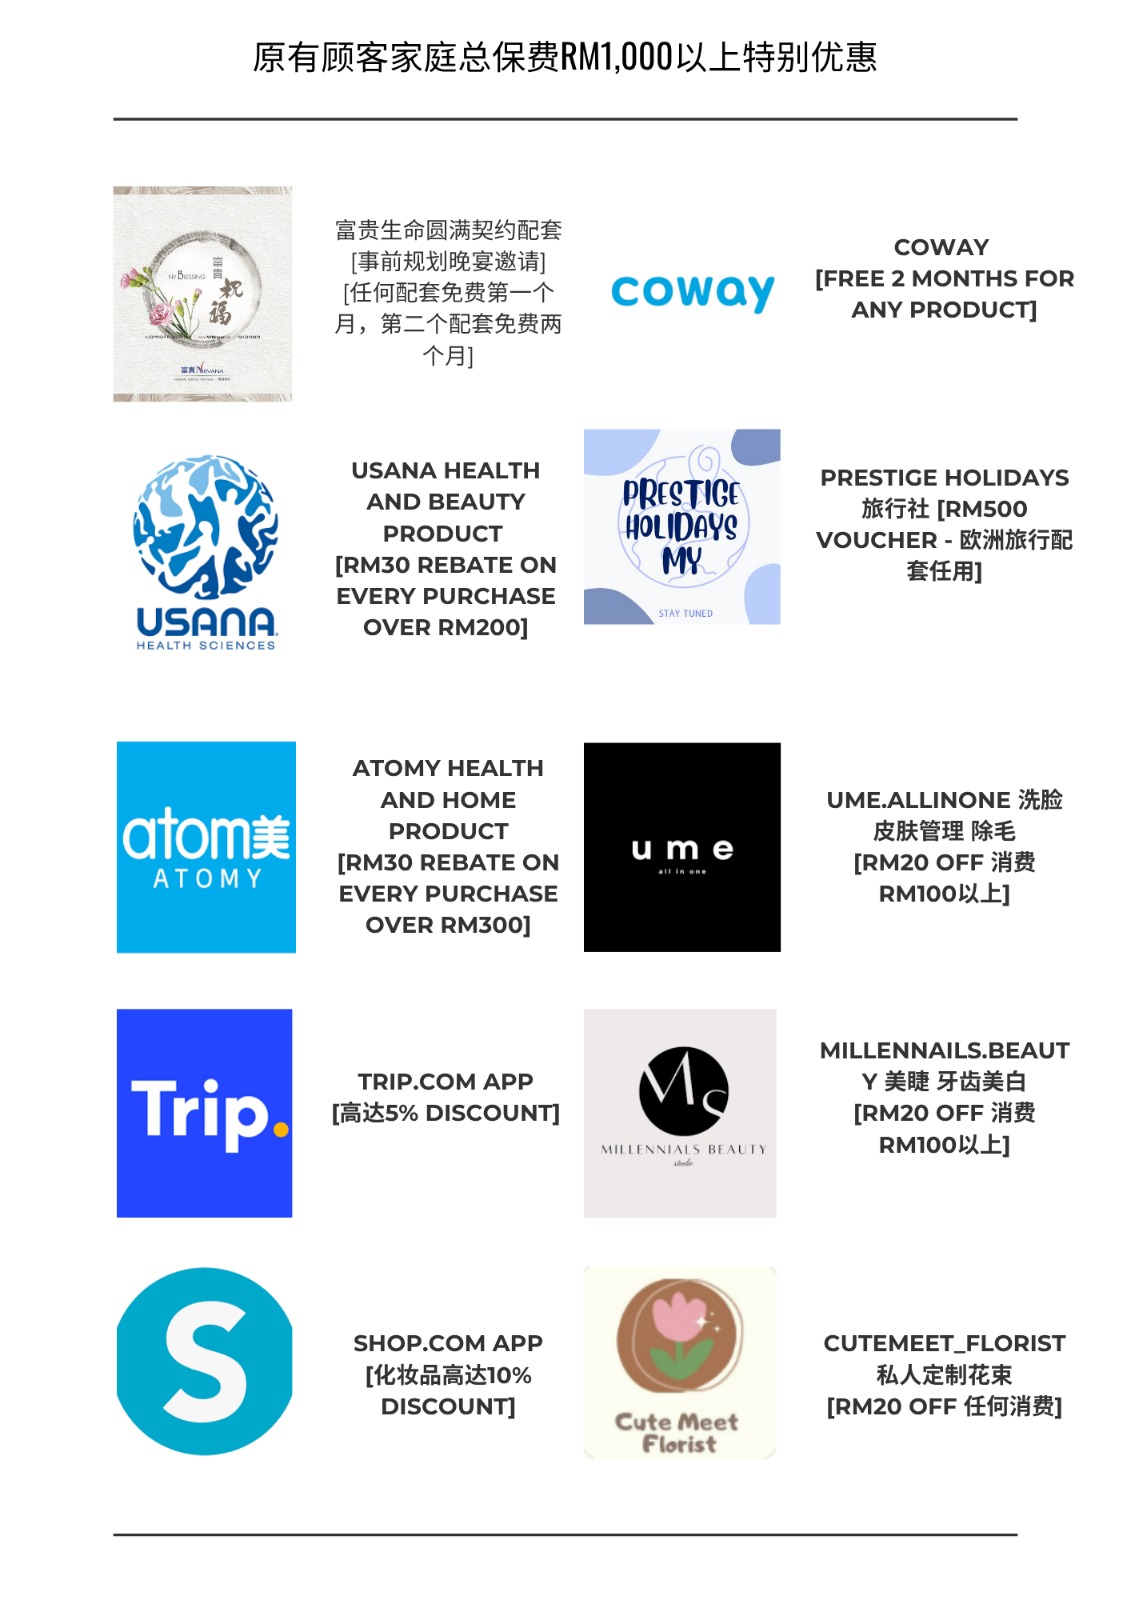 原有顾客家庭总保费RM1,000以上特别优惠
MY BLESSING
富貴
祝福
富貴 NIRVANA
富贵生命圆满契约配套
[事前规划晚宴邀请]
[任何配套免费第一个
月，第二个配套免费两
个月]
coway
COWAY
[FREE 2 MONTHS FOR
ANY PRODUCT]
USANA
HEALTH SCIENCES
USANA HEALTH
AND BEAUTY
PRODUCT
[RM30 REBATE ON
EVERY PURCHASE
OVER RM200]
PRESTIGE
HOLIDAYS
MY
STAY TUNED
PRESTIGE HOLIDAYS
旅行社 [RM500
VOUCHER - 欧洲旅行配
套任用]
atom美
ATOMY
ATOMY HEALTH
AND HOME
PRODUCT
[RM30 REBATE ON
EVERY PURCHASE
OVER RM300]
ume
all in one
UME.ALLINONE 洗脸
皮肤管理 除毛
[RM20 OFF 消费
RM100以上]
Trip.
TRIP.COM APP
[高达5% DISCOUNT]
Ms
MILLENNIALS BEAUTY
studio
MILLENNAILS.BEAUT
Y 美睫 牙齿美白
[RM20 OFF 消费
RM100以上]
S
SHOP.COM APP
[化妆品高达10%
DISCOUNT]
Cute Meet
Florist
CUTEMEET_FLORIST
私人定制花束
[RM20 OFF 任何消费]